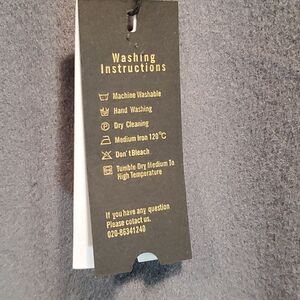 Washing
Instructions
Machine Washable
Hand Washing
P Dry Cleaning
Medium Iron 120°C
Don't Bleach
Tumble Dry Medium To
High Temperature
If you have any question
Please cotact us.
020-86341240